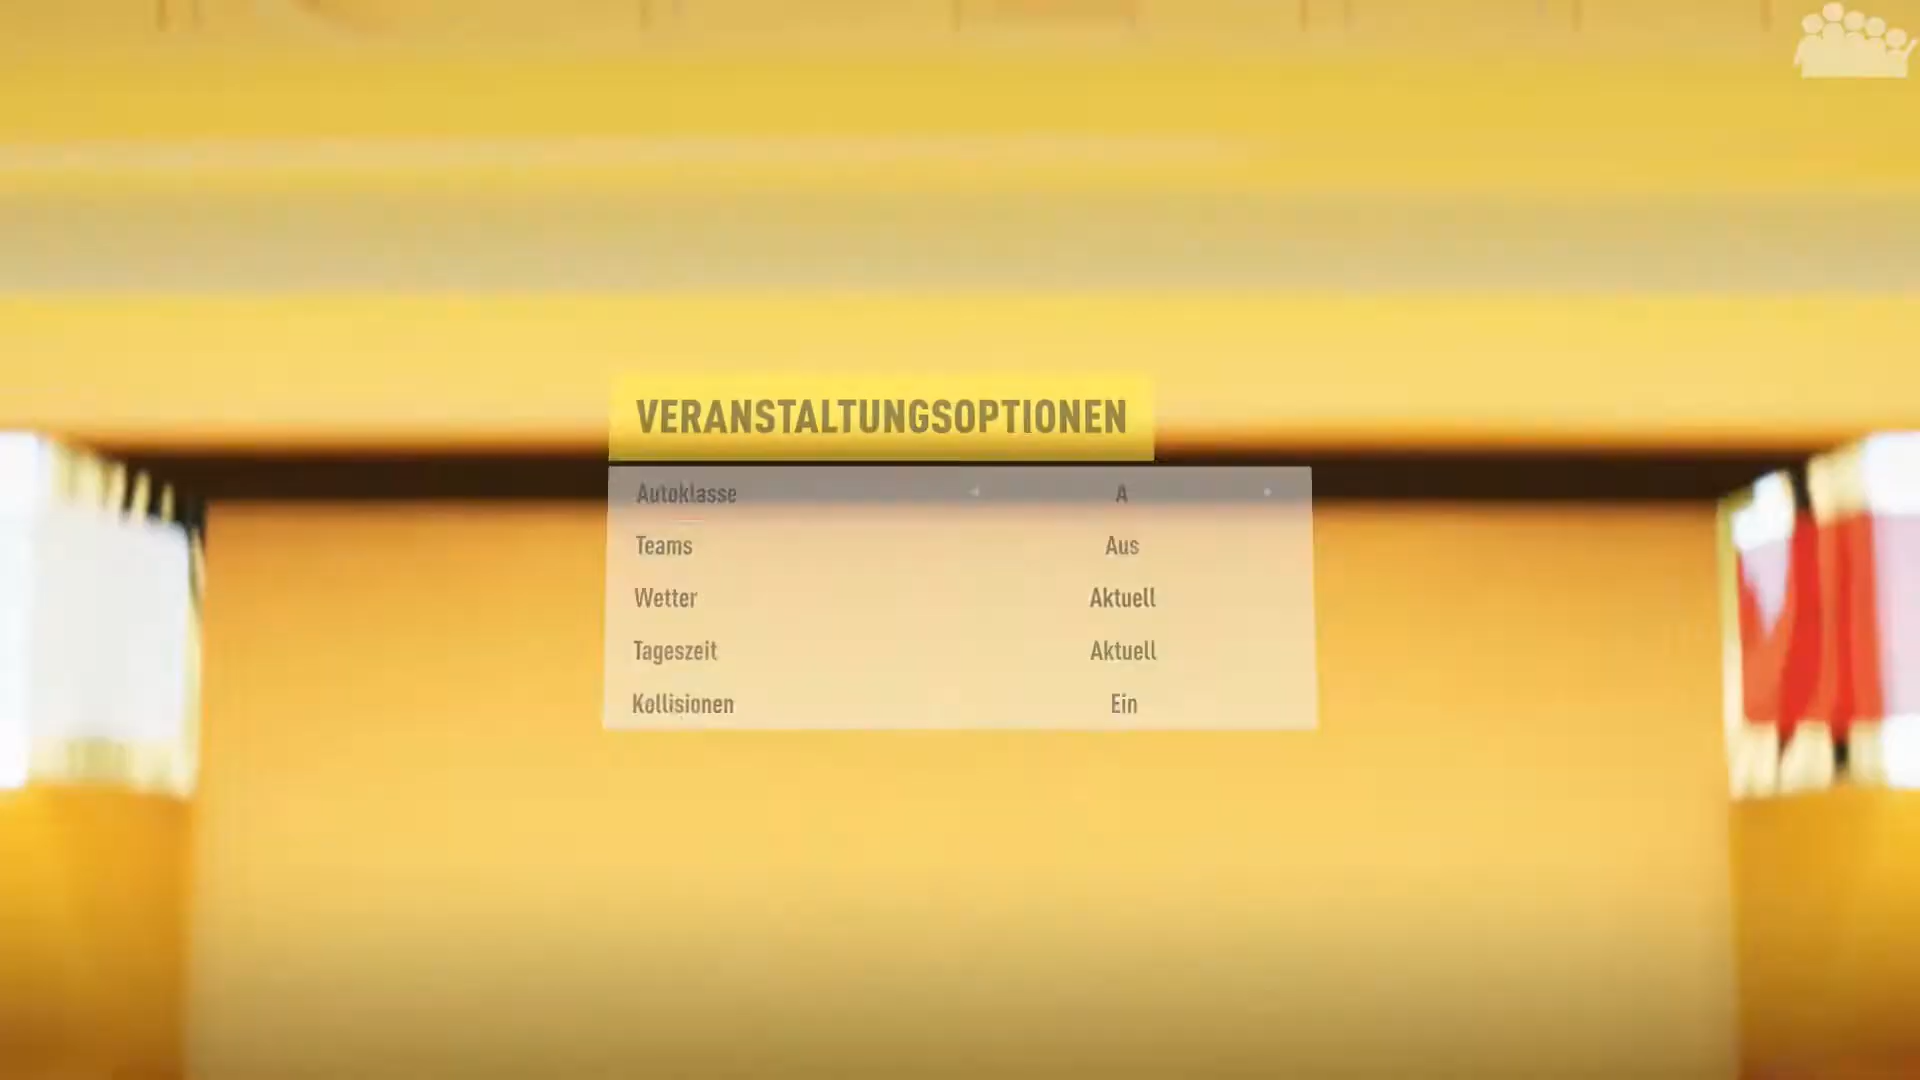 VERANSTALTUNGSOPTIONEN
Autoklasse A
Teams Aus
Wetter Aktuell
Tageszeit Aktuell
Kollisionen Ein